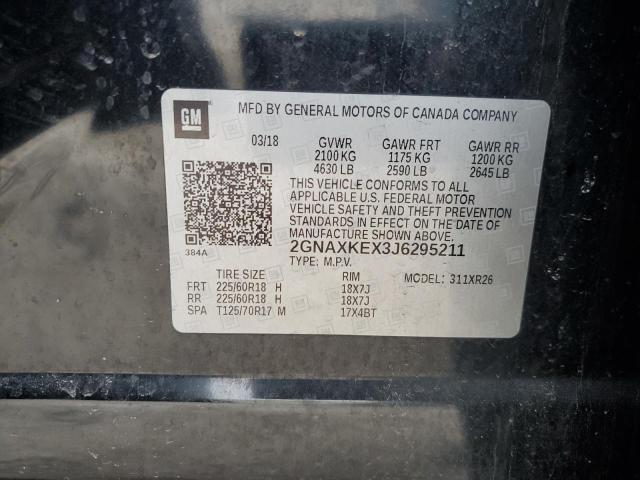 GM MFD BY GENERAL MOTORS OF CANADA COMPANY
03/18 GVWR GAWR FRT GAWR RR
2100 KG 1175 KG 1200 KG
4630 LB 2590 LB 2645 LB
THIS VEHICLE CONFORMS TO ALL
APPLICABLE U.S. FEDERAL MOTOR
VEHICLE SAFETY AND THEFT PREVENTION
STANDARDS IN EFFECT ON THE DATE OF
MANUFACTURE SHOWN ABOVE.
384A 2GNAXKEX3J6295211
TYPE: M.P.V.
TIRE SIZE RIM MODEL: 311XR26
FRT 225/60R18 H 18X7J
RR 225/60R18 H 18X7J
SPA T125/70R17 M 17X4BT